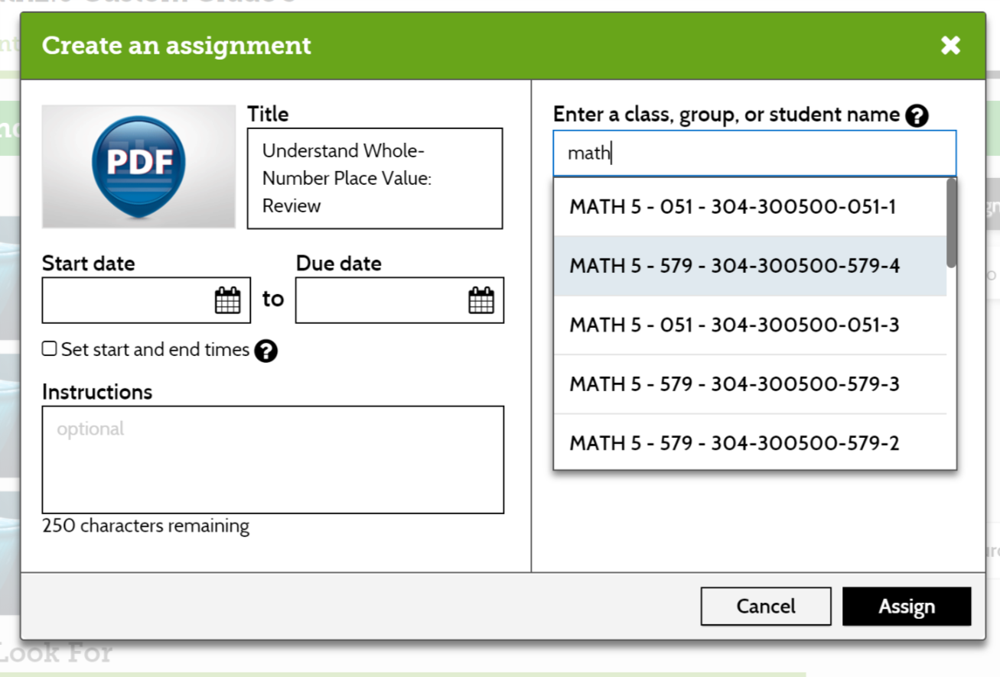 Create an assignment
PDF
Title
Understand Whole-
Number Place Value:
Review
Start date
Due date
to
Set start and end times ?
Instructions
optional
250 characters remaining
Enter a class, group, or student name ?
math
MATH 5 - 051 - 304-300500-051-1
MATH 5 - 579 - 304-300500-579-4
MATH 5 - 051 - 304-300500-051-3
MATH 5 - 579 - 304-300500-579-3
MATH 5 - 579 - 304-300500-579-2
Cancel
Assign
Look For